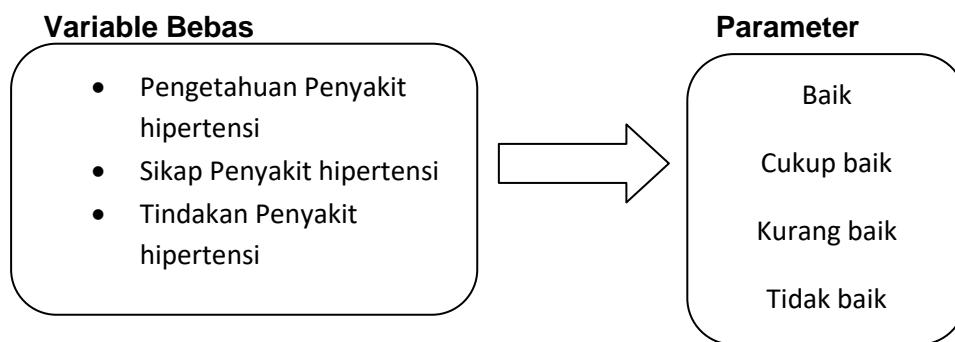 Variable Bebas
• Pengetahuan Penyakit
hipertensi
• Sikap Penyakit hipertensi
• Tindakan Penyakit
hipertensi
Parameter
Baik
Cukup baik
Kurang baik
Tidak baik